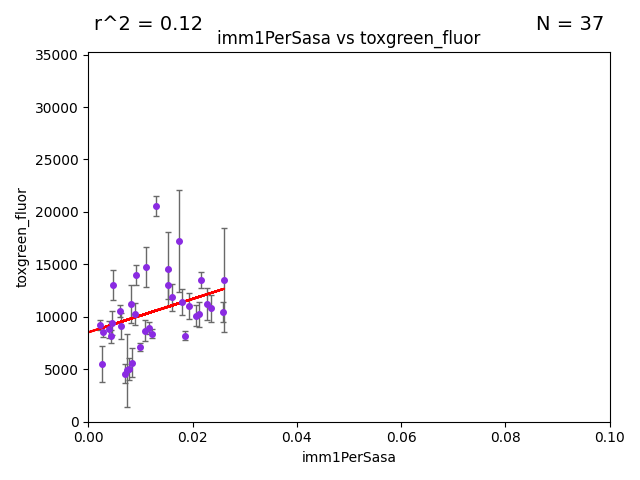 r^2 = 0.12
N = 37
imm1PerSasa vs toxgreen_fluor
35000
30000
25000
20000
15000
10000
5000
0
toxgreen_fluor
0.00
0.02
0.04
0.06
0.08
0.10
imm1PerSasa